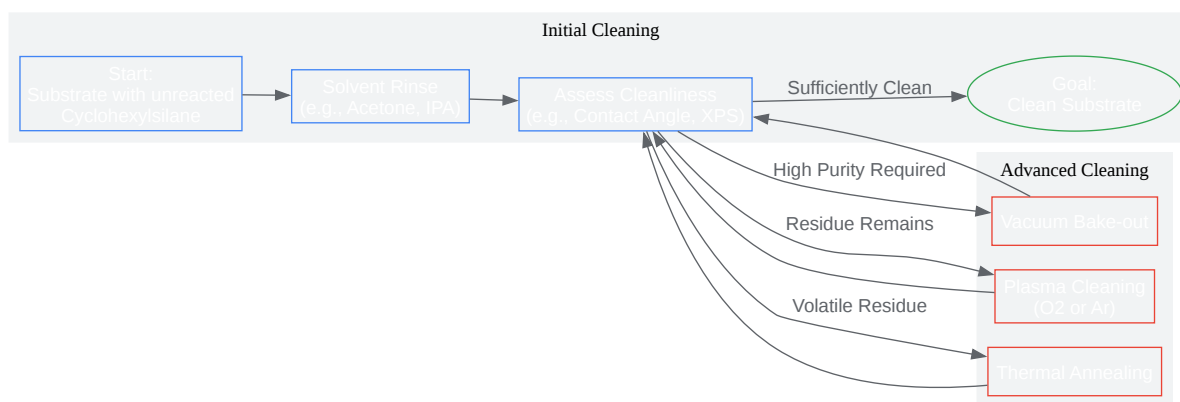 Initial Cleaning
Start:
Substrate with unreacted
Cyclohexylsilane
Solvent Rinse
(e.g., Acetone, IPA)
Assess Cleanliness
(e.g., Contact Angle, XPS)
Sufficiently Clean
Goal:
Clean Substrate
High Purity Required
Residue Remains
Volatile Residue
Advanced Cleaning
Vacuum Bake-out
Plasma Cleaning
(O2 or Ar)
Thermal Annealing